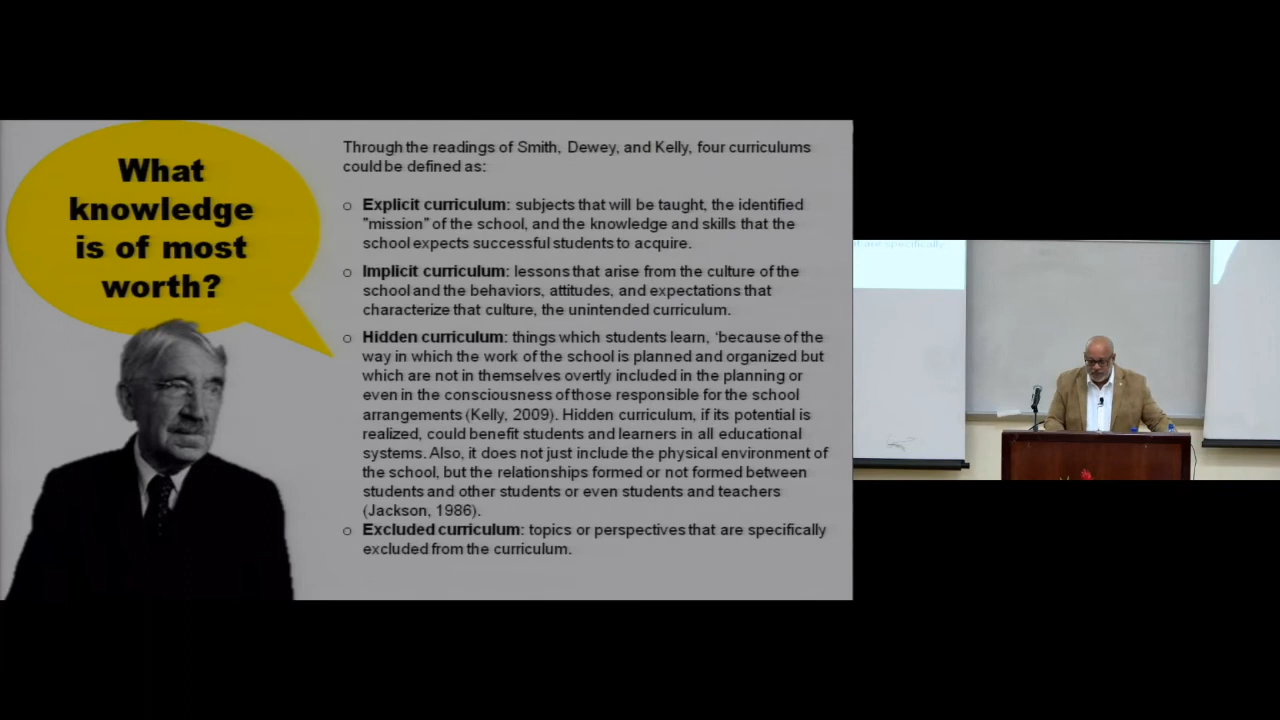 What
knowledge
is of most
worth?
Through the readings of Smith, Dewey, and Kelly, four curriculums
could be defined as:
o Explicit curriculum: subjects that will be taught, the identified
"mission" of the school, and the knowledge and skills that the
school expects successful students to acquire.
o Implicit curriculum: lessons that arise from the culture of the
school and the behaviors, attitudes, and expectations that
characterize that culture, the unintended curriculum.
o Hidden curriculum: things which students learn, ‘because of the
way in which the work of the school is planned and organized but
which are not in themselves overtly included in the planning or
even in the consciousness of those responsible for the school
arrangements (Kelly, 2009). Hidden curriculum, if its potential is
realized, could benefit students and learners in all educational
systems. Also, it does not just include the physical environment of
the school, but the relationships formed or not formed between
students and other students or even students and teachers
(Jackson, 1986).
o Excluded curriculum: topics or perspectives that are specifically
excluded from the curriculum.
are specifically